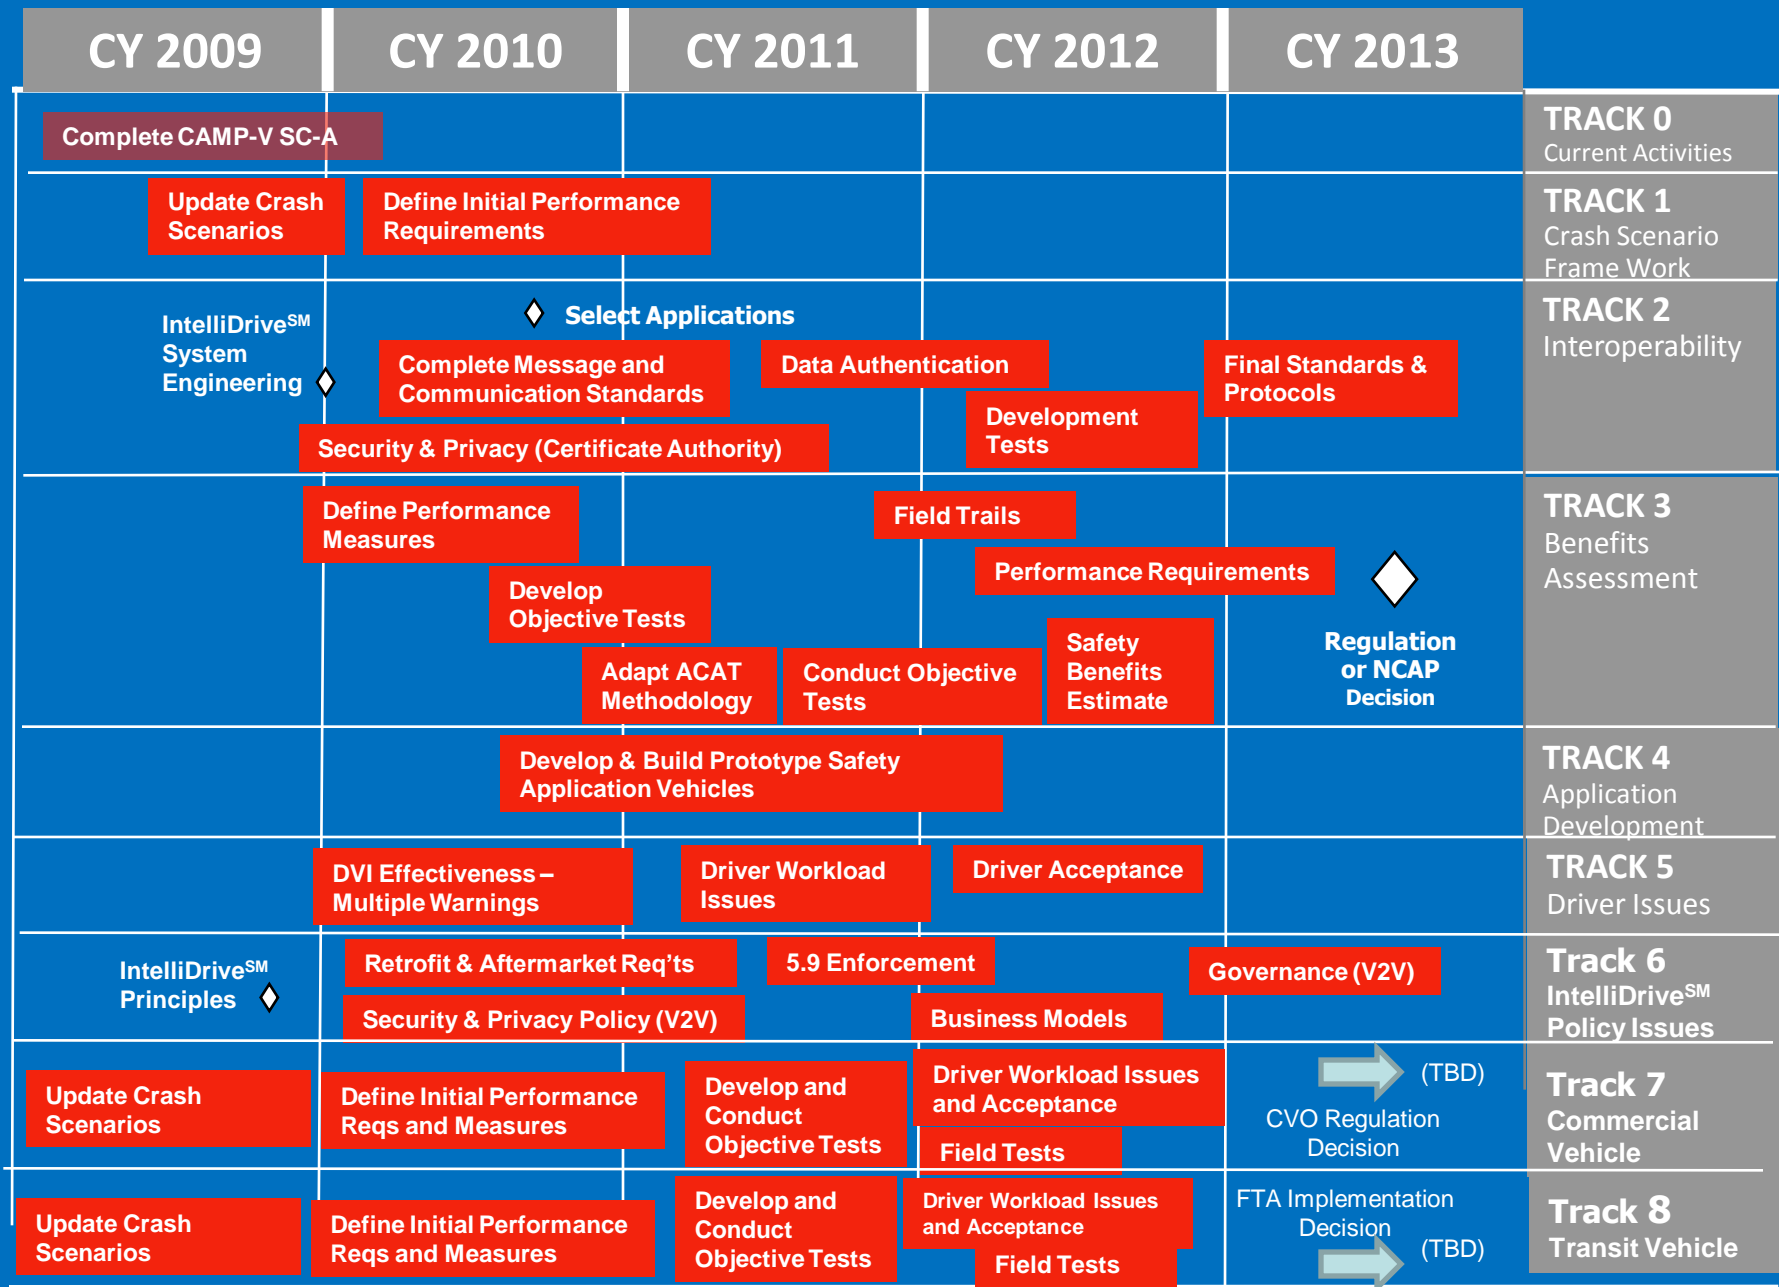 CY 2009
CY 2010
CY 2011
CY 2012
CY 2013
Complete CAMP-V SC-A
TRACK 0
Current Activities
Update Crash
Scenarios
Define Initial Performance
Requirements
TRACK 1
Crash Scenario
Frame Work
IntelliDriveSM
System
Engineering
Select Applications
Complete Message and
Communication Standards
Data Authentication
Development
Tests
Final Standards &
Protocols
Security & Privacy (Certificate Authority)
TRACK 2
Interoperability
Define Performance
Measures
Develop
Objective Tests
Adapt ACAT
Methodology
Conduct Objective
Tests
Field Trails
Performance Requirements
Safety
Benefits
Estimate
Regulation
or NCAP
Decision
TRACK 3
Benefits
Assessment
Develop & Build Prototype Safety
Application Vehicles
TRACK 4
Application
Development
DVI Effectiveness –
Multiple Warnings
Driver Workload
Issues
Driver Acceptance
TRACK 5
Driver Issues
IntelliDriveSM
Principles
Retrofit & Aftermarket Req'ts
Security & Privacy Policy (V2V)
5.9 Enforcement
Business Models
Governance (V2V)
Track 6
IntelliDriveSM
Policy Issues
Update Crash
Scenarios
Define Initial Performance
Reqs and Measures
Develop and
Conduct
Objective Tests
Driver Workload Issues
and Acceptance
Field Tests
(TBD)
CVO Regulation
Decision
Track 7
Commercial
Vehicle
Update Crash
Scenarios
Define Initial Performance
Reqs and Measures
Develop and
Conduct
Objective Tests
Driver Workload Issues
and Acceptance
Field Tests
FTA Implementation
Decision
(TBD)
Track 8
Transit Vehicle